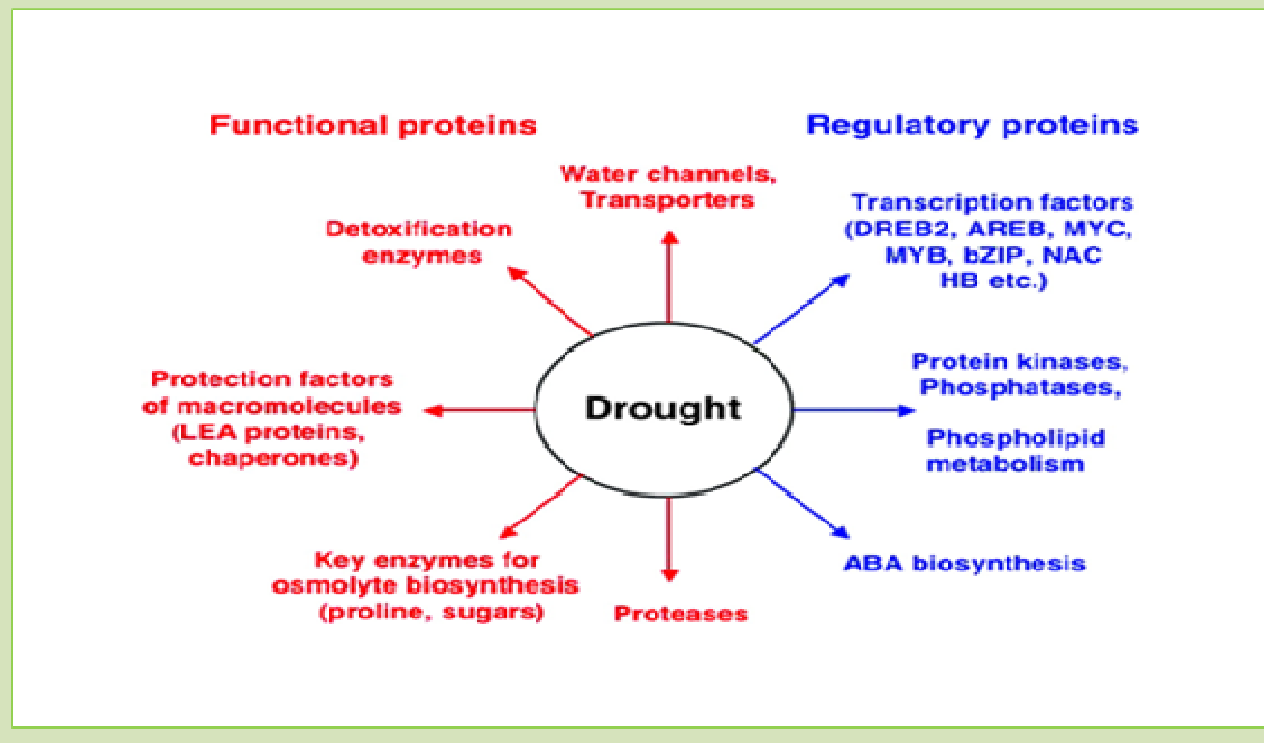 Functional proteins
Regulatory proteins
Water channels,
Transporters
Detoxification
enzymes
Transcription factors
(DREB2, AREB, MYC,
MYB, bZIP, NAC
HB etc.)
Protection factors
of macromolecules
(LEA proteins,
chaperones)
Drought
Protein kinases,
Phosphatases,
Phospholipid
metabolism
Key enzymes for
osmolyte biosynthesis
(proline, sugars)
Proteases
ABA biosynthesis